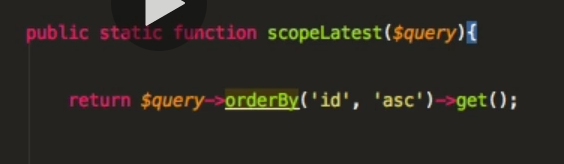 public static function scopeLatest($query){
return $query->orderBy('id', 'asc')->get();